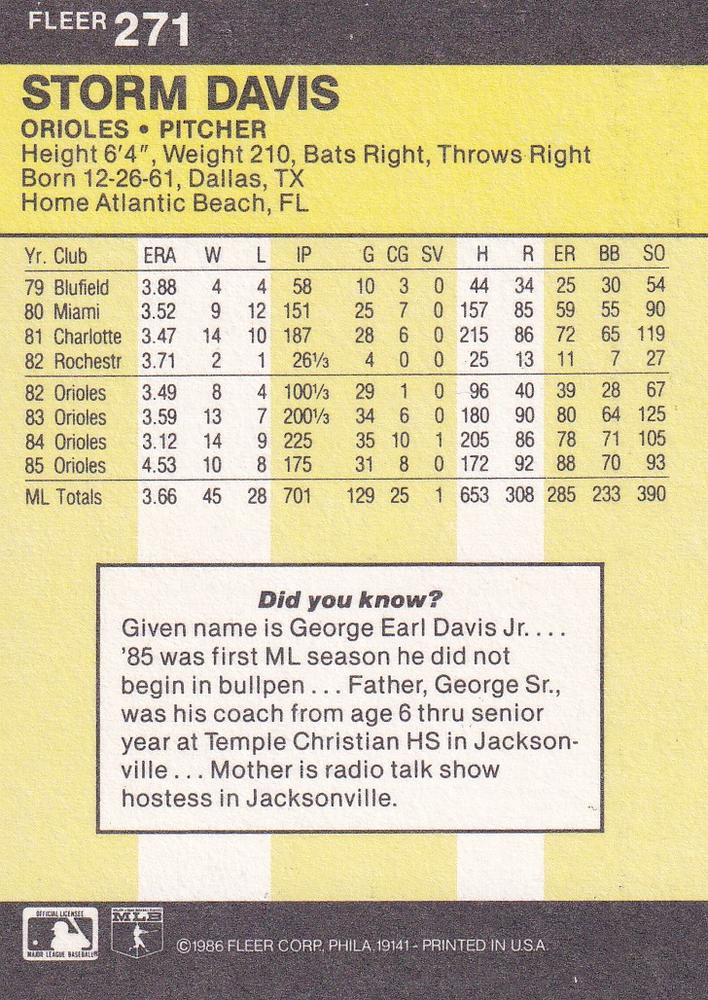 FLEER 271
STORM DAVIS
ORIOLES • PITCHER
Height 6'4", Weight 210, Bats Right, Throws Right
Born 12-26-61, Dallas, TX
Home Atlantic Beach, FL
Yr. Club ERA W L IP G CG SV H R ER BB SO
79 Blufield 3.88 4 4 58 10 3 0 44 34 25 30 54
80 Miami 3.52 9 12 151 25 7 0 157 85 59 55 90
81 Charlotte 3.47 14 10 187 28 6 0 215 86 72 65 119
82 Rochestr 3.71 2 1 26⅓ 4 0 0 25 13 11 7 27
82 Orioles 3.49 8 4 100⅓ 29 1 0 96 40 39 28 67
83 Orioles 3.59 13 7 200⅓ 34 6 0 180 90 80 64 125
84 Orioles 3.12 14 9 225 35 10 1 205 86 78 71 105
85 Orioles 4.53 10 8 175 31 8 0 172 92 88 70 93
ML Totals 3.66 45 28 701 129 25 1 653 308 285 233 390
Did you know?
Given name is George Earl Davis Jr. . . .
'85 was first ML season he did not
begin in bullpen . . . Father, George Sr.,
was his coach from age 6 thru senior
year at Temple Christian HS in Jackson-
ville . . . Mother is radio talk show
hostess in Jacksonville.
OFFICIAL LICENSEE
MAJOR LEAGUE BASEBALL
MLB
©1986 FLEER CORP., PHILA. 19141 - PRINTED IN U.S.A.